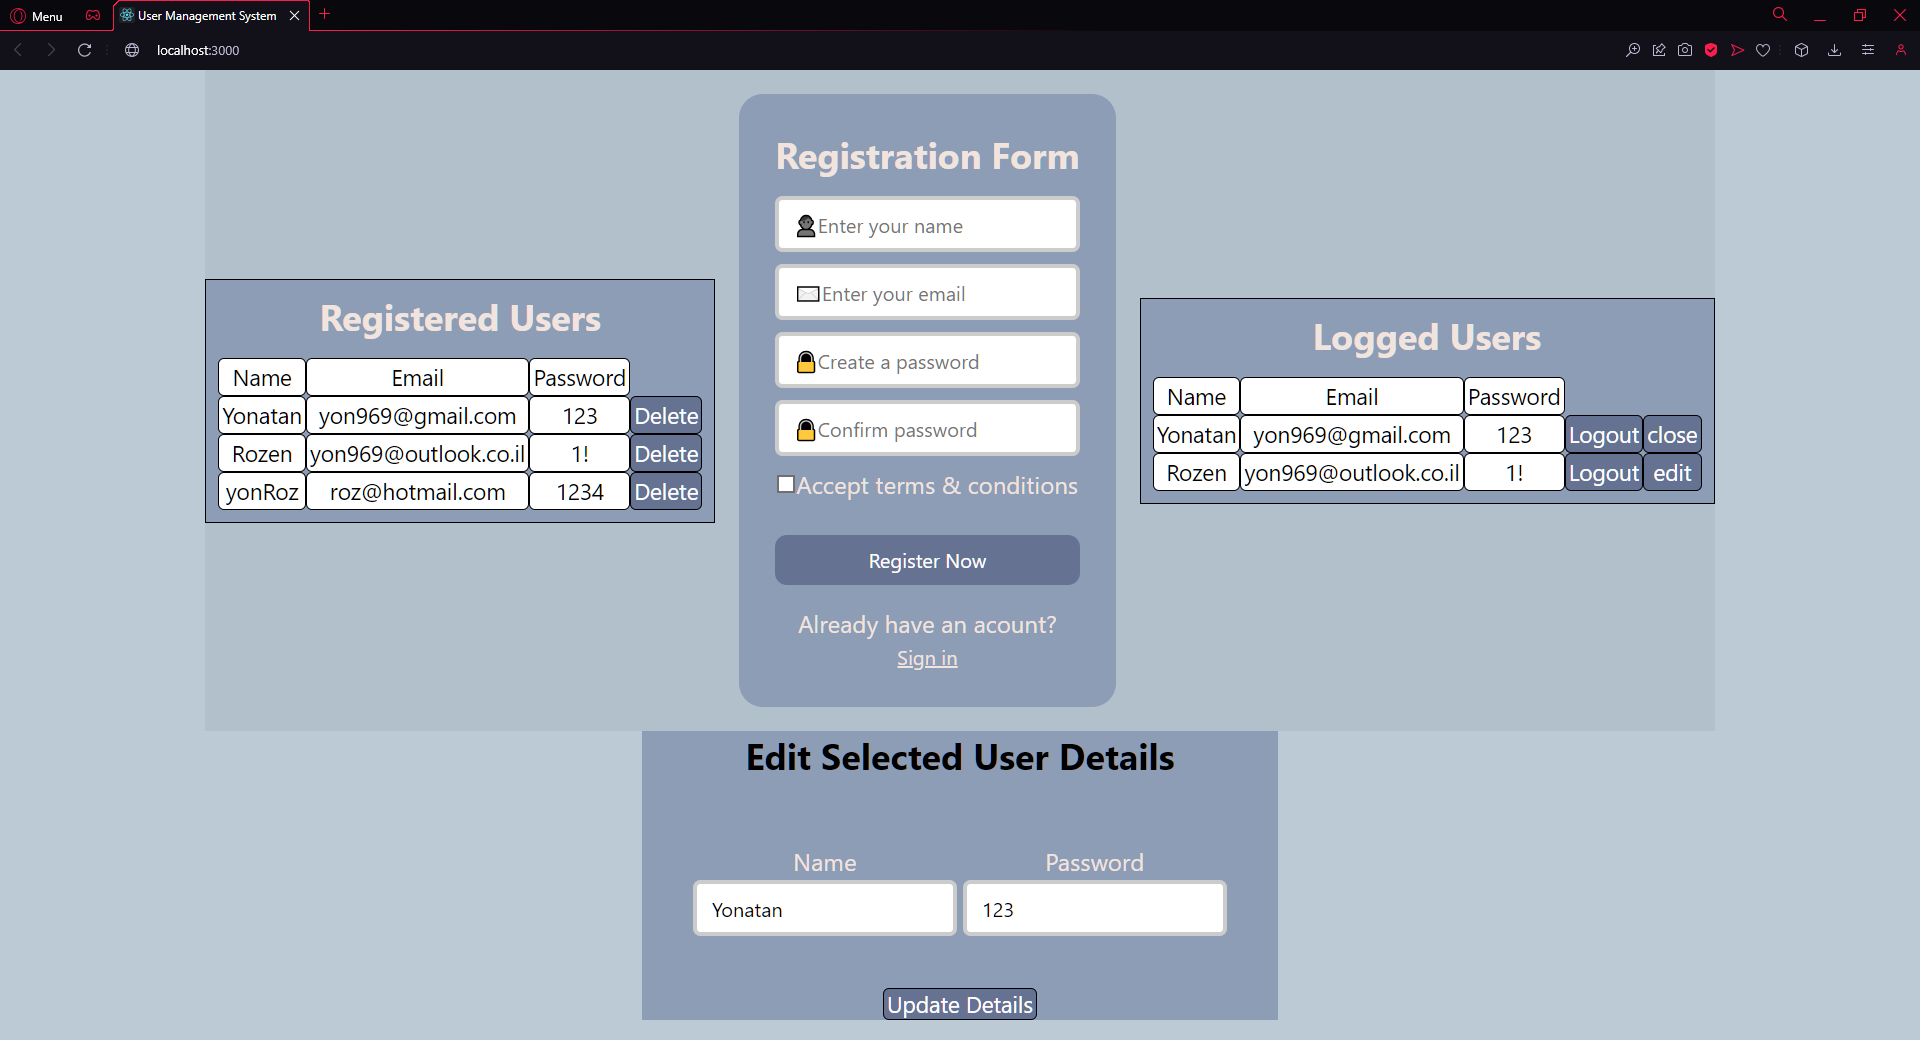 Menu
User Management System
localhost:3000
Registration Form
Enter your name
Enter your email
Create a password
Confirm password
Accept terms & conditions
Register Now
Already have an acount?
Sign in
Registered Users
Name Email Password
Yonatan yon969@gmail.com 123 Delete
Rozen yon969@outlook.co.il 1! Delete
yonRoz roz@hotmail.com 1234 Delete
Logged Users
Name Email Password
Yonatan yon969@gmail.com 123 Logout close
Rozen yon969@outlook.co.il 1! Logout edit
Edit Selected User Details
Name Password
Yonatan 123
Update Details